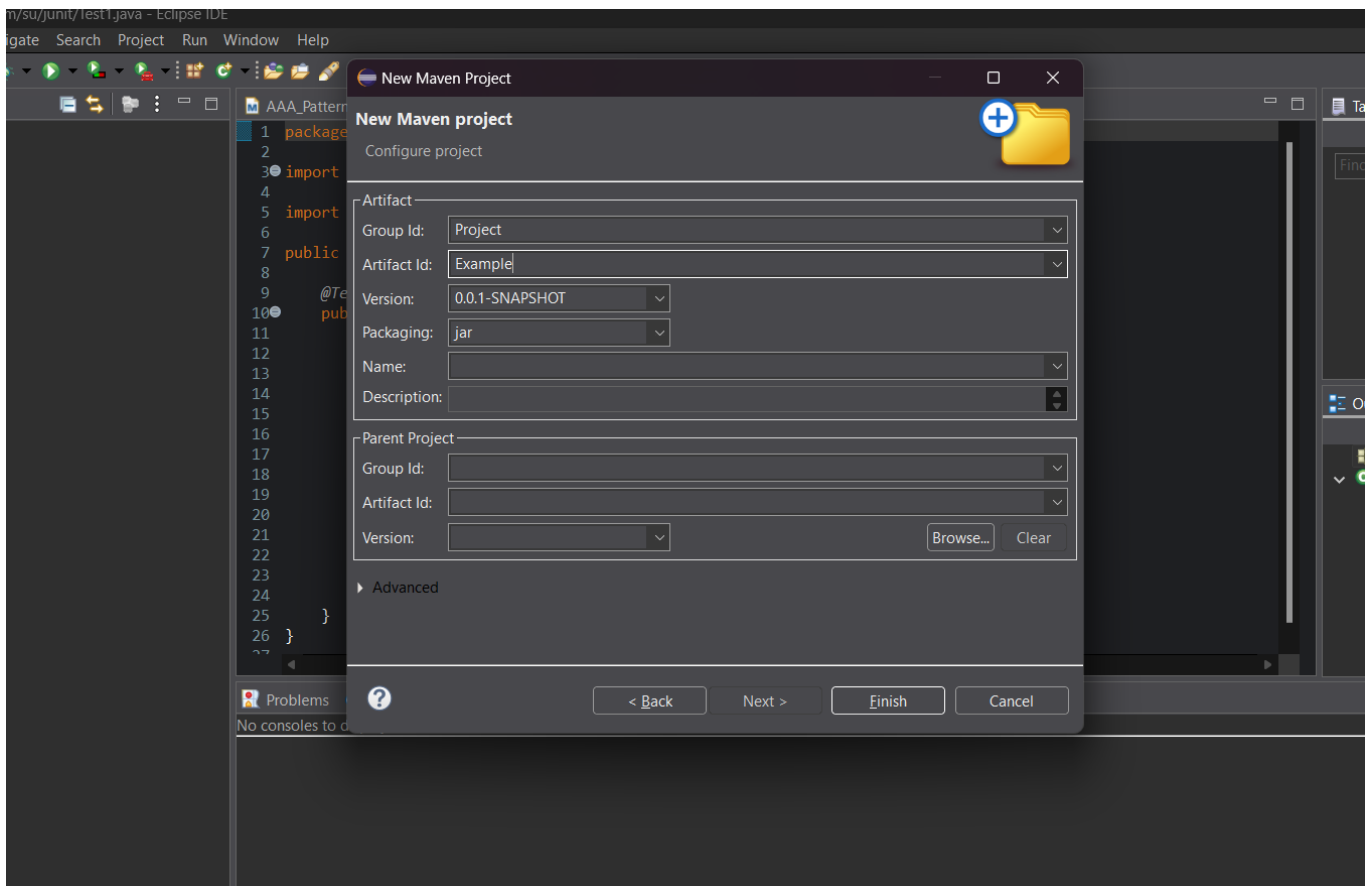 m/su/junit/Test1.java - Eclipse IDE
igate Search Project Run Window Help
New Maven Project
AAA_Pattern
New Maven project
Configure project
1 package
2
3 import
4
5 import
6
7 public
8
9 @Te
10 pub
11
12
13
14
15
16
17
18
19
20
21
22
23
24
25 }
26 }
27
Artifact
Group Id: Project
Artifact Id: Example
Version: 0.0.1-SNAPSHOT
Packaging: jar
Name:
Description:
Parent Project
Group Id:
Artifact Id:
Version:
Browse... Clear
Advanced
? < Back Next > Finish Cancel
Ta
Find
Ou
Problems
No consoles to d